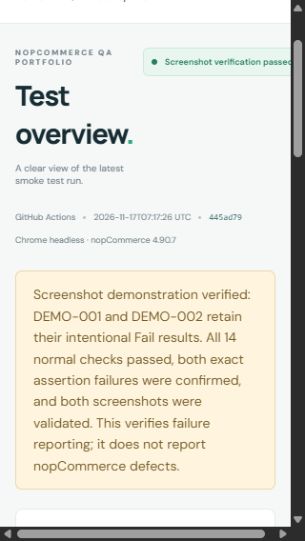 NOPCOMMERCE QA
PORTFOLIO
Screenshot verification passed
Test
overview.
A clear view of the latest
smoke test run.
GitHub Actions • 2026-11-17T07:17:26 UTC • 445ad79
Chrome headless · nopCommerce 4.90.7
Screenshot demonstration verified:
DEMO-001 and DEMO-002 retain
their intentional Fail results. All 14
normal checks passed, both exact
assertion failures were confirmed,
and both screenshots were
validated. This verifies failure
reporting; it does not report
nopCommerce defects.